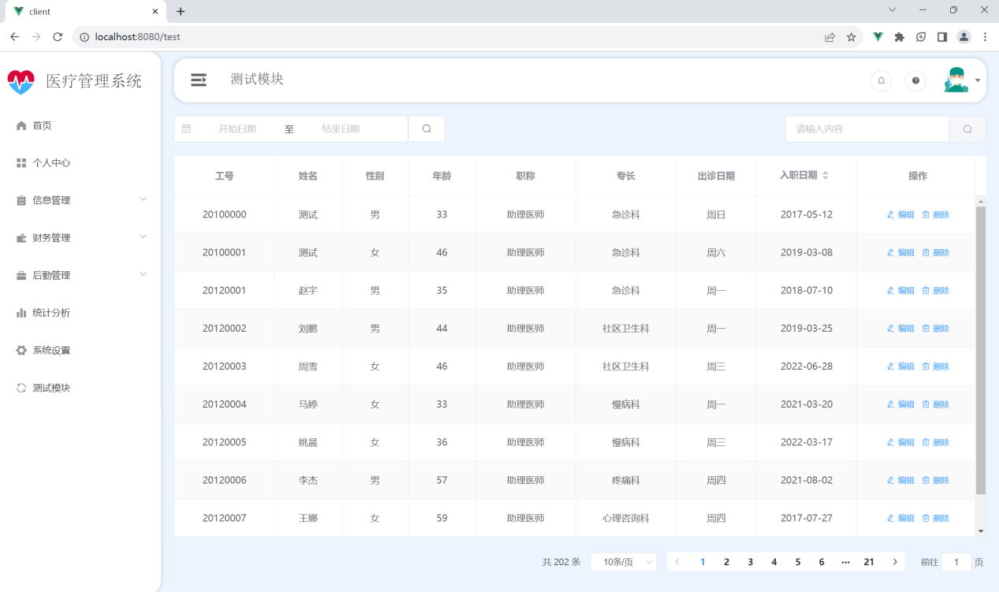 client
localhost:8080/test
医疗管理系统
测试模块
首页
个人中心
信息管理
财务管理
后勤管理
统计分析
系统设置
测试模块
开始日期 至 结束日期
请输入内容
工号 姓名 性别 年龄 职称 专长 出诊日期 入职日期 操作
20100000 测试 男 33 助理医师 急诊科 周日 2017-05-12 编辑 删除
20100001 测试 女 46 助理医师 急诊科 周六 2019-03-08 编辑 删除
20120001 赵宇 男 35 助理医师 急诊科 周一 2018-07-10 编辑 删除
20120002 刘鹏 男 44 助理医师 社区卫生科 周一 2019-03-25 编辑 删除
20120003 周雪 女 46 助理医师 社区卫生科 周三 2022-06-28 编辑 删除
20120004 马婷 女 33 助理医师 慢病科 周一 2021-03-20 编辑 删除
20120005 姚晨 女 36 助理医师 慢病科 周三 2022-03-17 编辑 删除
20120006 李杰 男 57 助理医师 疼痛科 周四 2021-08-02 编辑 删除
20120007 王娜 女 59 助理医师 心理咨询科 周四 2017-07-27 编辑 删除
共 202 条 10条/页 1 2 3 4 5 6 ··· 21 前往 1 页